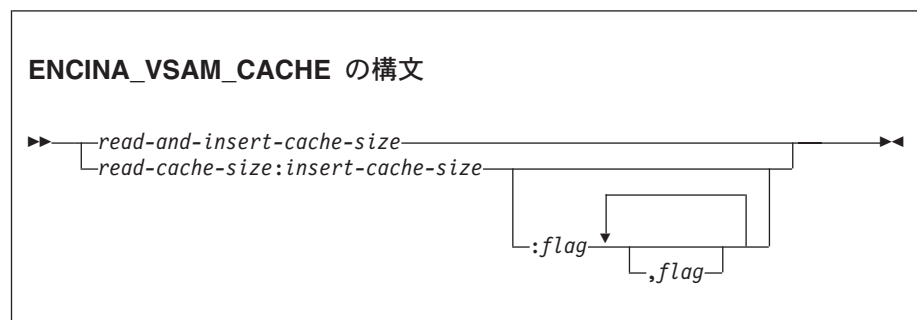 ENCINA_VSAM_CACHE の構文
read-and-insert-cache-size
read-cache-size:insert-cache-size
:flag
,flag